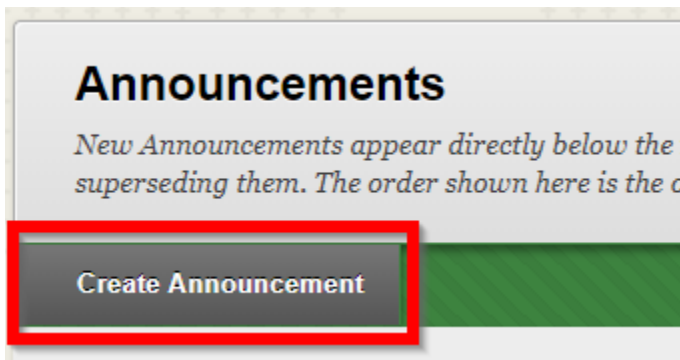 Announcements
New Announcements appear directly below the
superseding them. The order shown here is the
Create Announcement